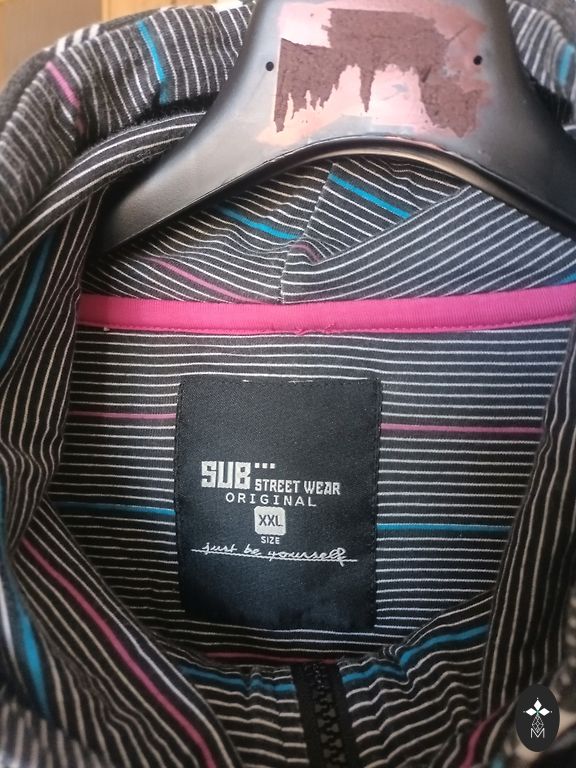 SUB STREET WEAR
ORIGINAL
XXL
SIZE
just be yourself
M